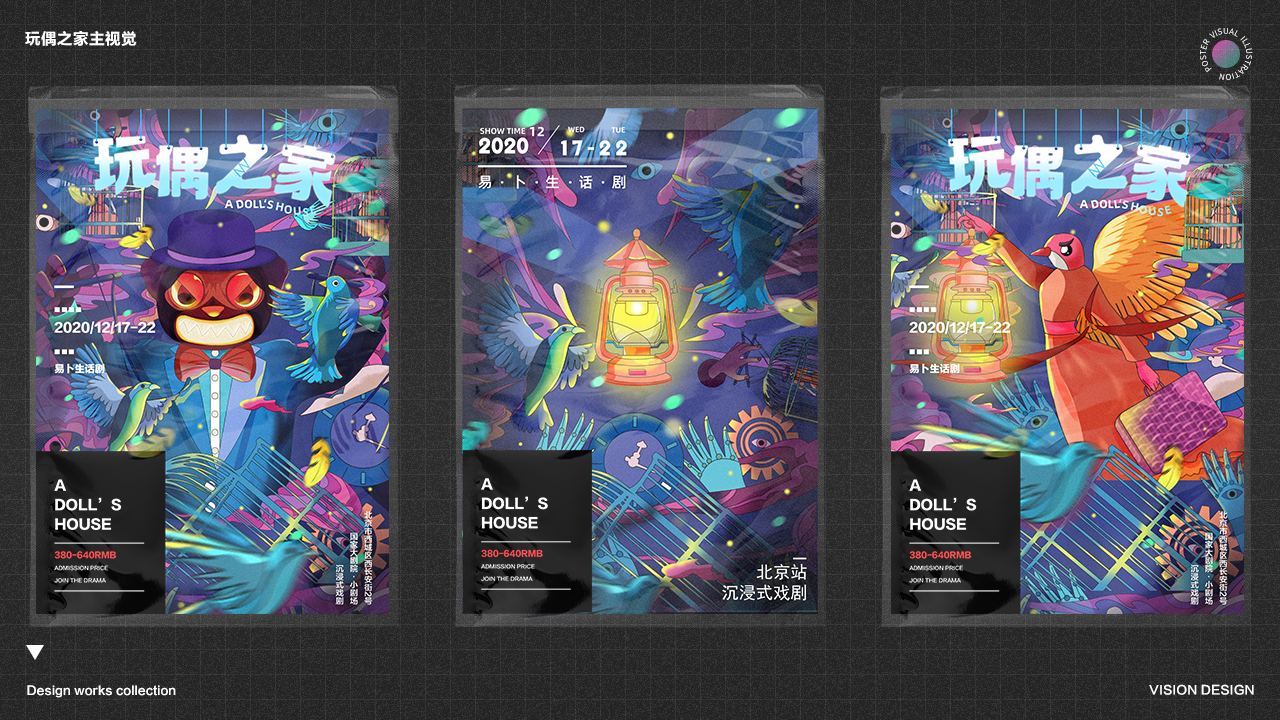 玩偶之家主视觉
POSTER VISUAL ILLUSTRATION
玩偶之家
A DOLL'S HOUSE
2020/12/17-22
易卜生话剧
A
DOLL'S
HOUSE
380-640RMB
ADMISSION PRICE
JOIN THE DRAMA
北京市西城区西长安街2号
国家大剧院·小剧场
沉浸式戏剧
SHOW TIME 12 / WED TUE
2020 / 17-22
易·卜·生·话·剧
A
DOLL'S
HOUSE
380-640RMB
ADMISSION PRICE
JOIN THE DRAMA
北京站
沉浸式戏剧
玩偶之家
A DOLL'S HOUSE
2020/12/17-22
易卜生话剧
A
DOLL'S
HOUSE
380-640RMB
ADMISSION PRICE
JOIN THE DRAMA
北京市西城区西长安街2号
国家大剧院·小剧场
沉浸式戏剧
Design works collection
VISION DESIGN